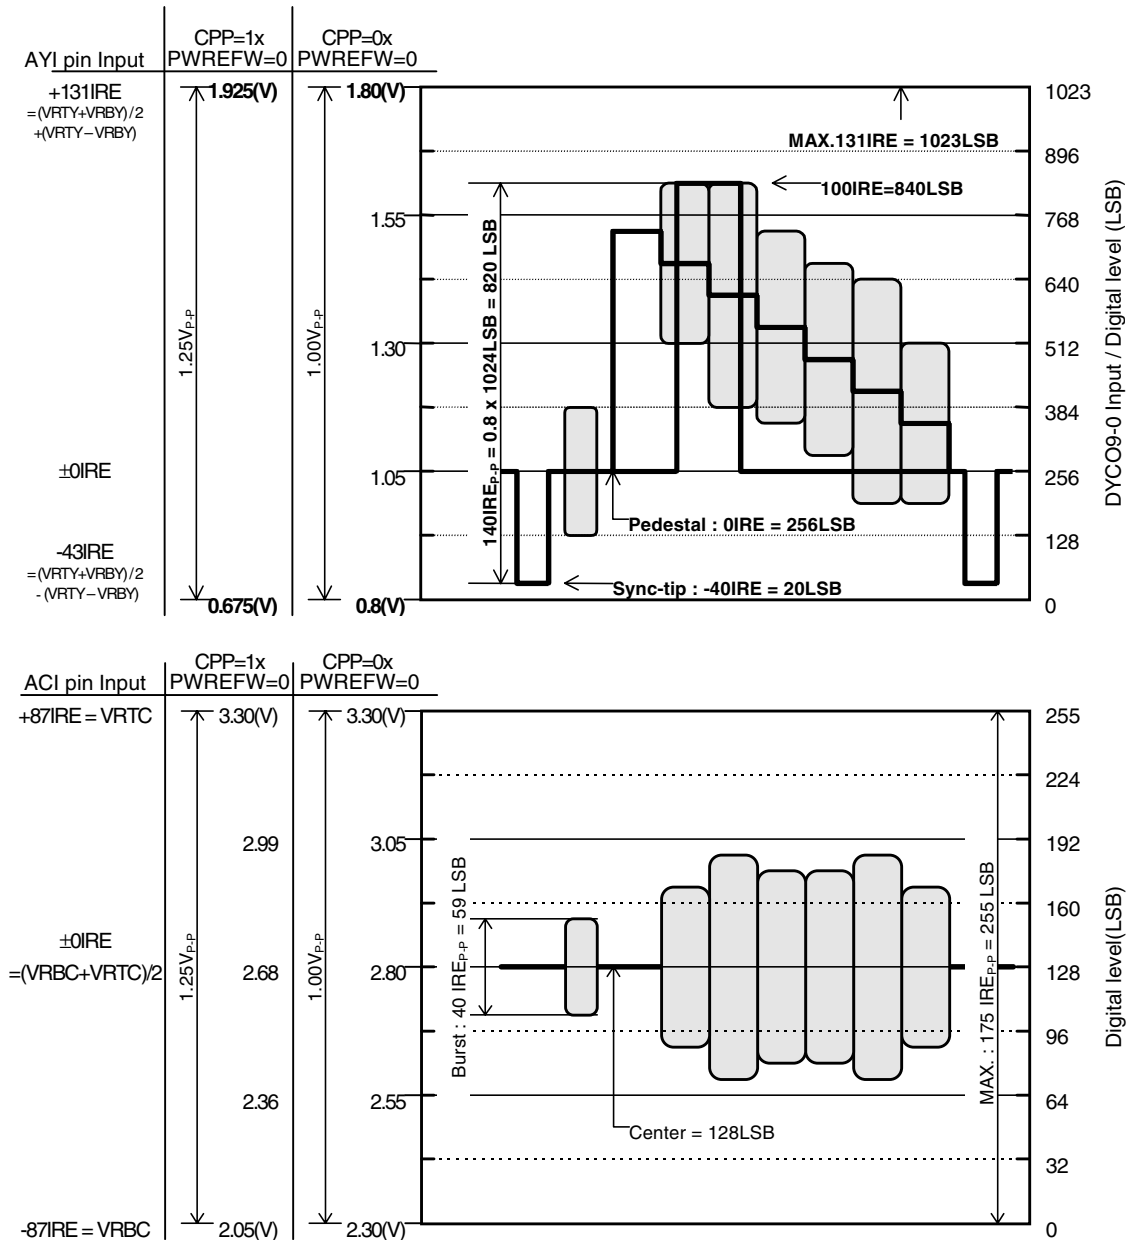 CPP=1x CPP=0x
AYI pin Input PWREFW=0 PWREFW=0
+131IRE 1.925(V) 1.80(V) 1023
=(VRTY+VRBY)/2
+(VRTY−VRBY)
MAX.131IRE = 1023LSB
896
100IRE=840LSB
1.55 768
640
1.25VP-P
1.00VP-P
140IREP-P = 0.8 x 1024LSB = 820 LSB
DYCO9-0 Input / Digital level (LSB)
1.30 512
384
±0IRE 1.05 256
Pedestal : 0IRE = 256LSB
128
-43IRE
=(VRTY+VRBY)/2
- (VRTY−VRBY)
Sync-tip : -40IRE = 20LSB
0.675(V) 0.8(V) 0
CPP=1x CPP=0x
ACI pin Input PWREFW=0 PWREFW=0
+87IRE = VRTC 3.30(V) 3.30(V) 255
224
2.99 3.05 192
160
1.25VP-P
1.00VP-P
Burst : 40 IREP-P = 59 LSB
MAX. : 175 IREP-P = 255 LSB
Digital level(LSB)
±0IRE
=(VRBC+VRTC)/2 2.68 2.80 128
96
2.36 2.55 64
Center = 128LSB
32
-87IRE = VRBC 2.05(V) 2.30(V) 0